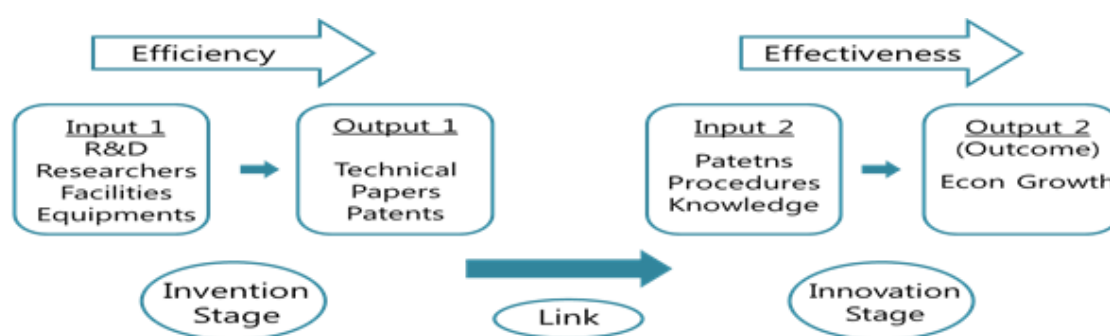 Efficiency
Effectiveness
Input 1
R&D
Researchers
Facilities
Equipments
Output 1
Technical
Papers
Patents
Input 2
Patetns
Procedures
Knowledge
Output 2
(Outcome)
Econ Growth
Invention
Stage
Link
Innovation
Stage